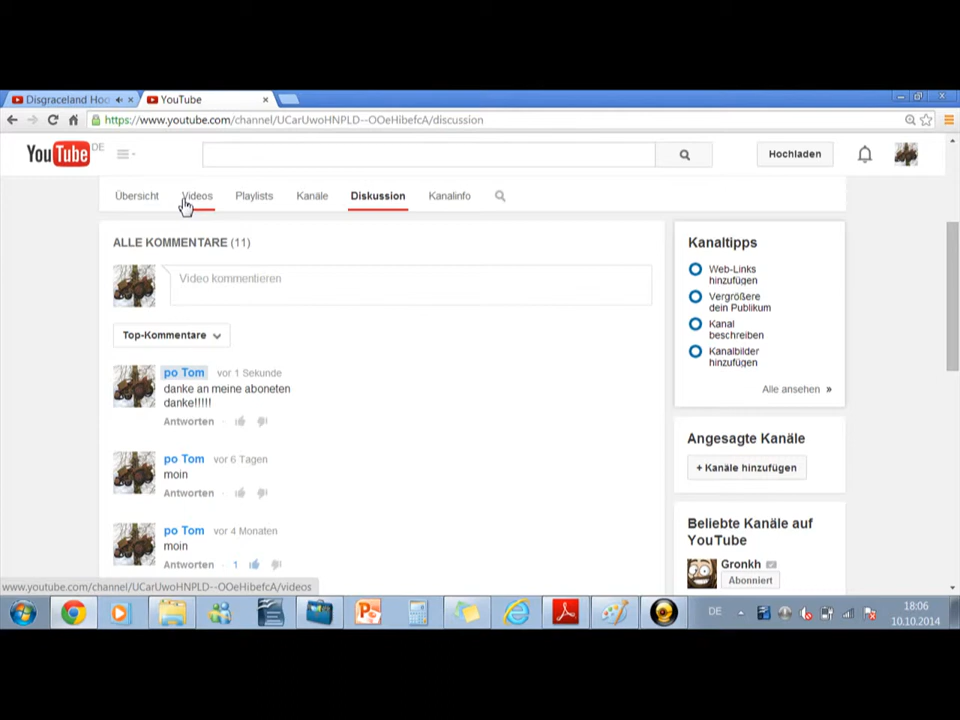 Disgraceland Hoo
YouTube
https://www.youtube.com/channel/UCarUwoHNPLD--OOeHibefcA/discussion
YouTube DE
Hochladen
Übersicht
Videos
Playlists
Kanäle
Diskussion
Kanalinfo
ALLE KOMMENTARE (11)
Video kommentieren
Top-Kommentare
po Tom vor 1 Sekunde
danke an meine aboneten
danke!!!!!
Antworten
po Tom vor 6 Tagen
moin
Antworten
po Tom vor 4 Monaten
moin
Antworten 1
Kanaltipps
Web-Links
hinzufügen
Vergrößere
dein Publikum
Kanal
beschreiben
Kanalbilder
hinzufügen
Alle ansehen »
Angesagte Kanäle
+ Kanäle hinzufügen
Beliebte Kanäle auf
YouTube
Gronkh
Abonniert
www.youtube.com/channel/UCarUwoHNPLD--OOeHibefcA/videos
DE
18:06
10.10.2014